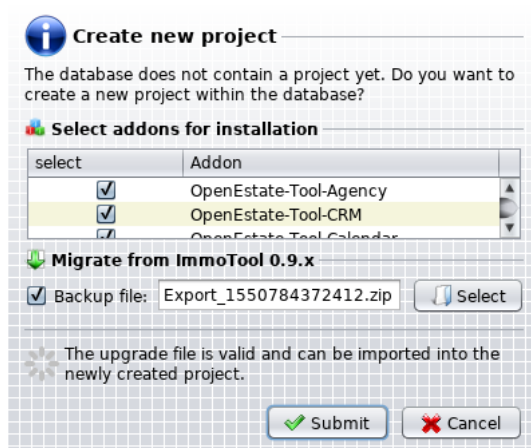 Create new project
The database does not contain a project yet. Do you want to
create a new project within the database?
Select addons for installation
select Addon
OpenEstate-Tool-Agency
OpenEstate-Tool-CRM
OpenEstate-Tool-Calendar
Migrate from ImmoTool 0.9.x
Backup file: Export_1550784372412.zip Select
The upgrade file is valid and can be imported into the
newly created project.
Submit Cancel